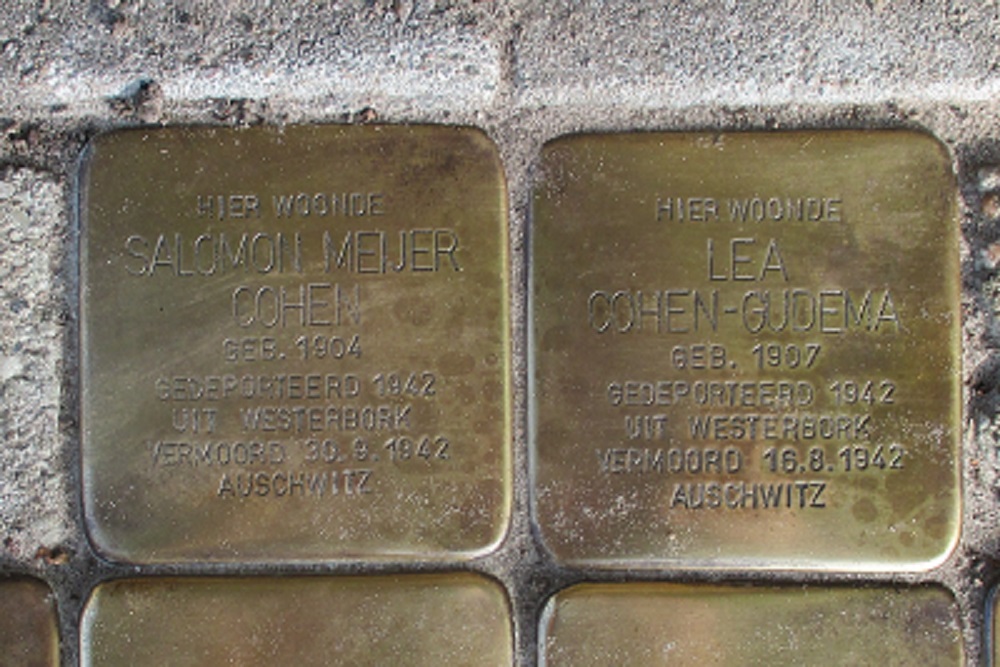 HIER WOONDE
SALOMON MEIJER
COHEN
GEB. 1904
GEDEPORTEERD 1942
UIT WESTERBORK
VERMOORD 30.9.1942
AUSCHWITZ
HIER WOONDE
LEA
COHEN-GUDEMA
GEB. 1907
GEDEPORTEERD 1942
UIT WESTERBORK
VERMOORD 16.8.1942
AUSCHWITZ